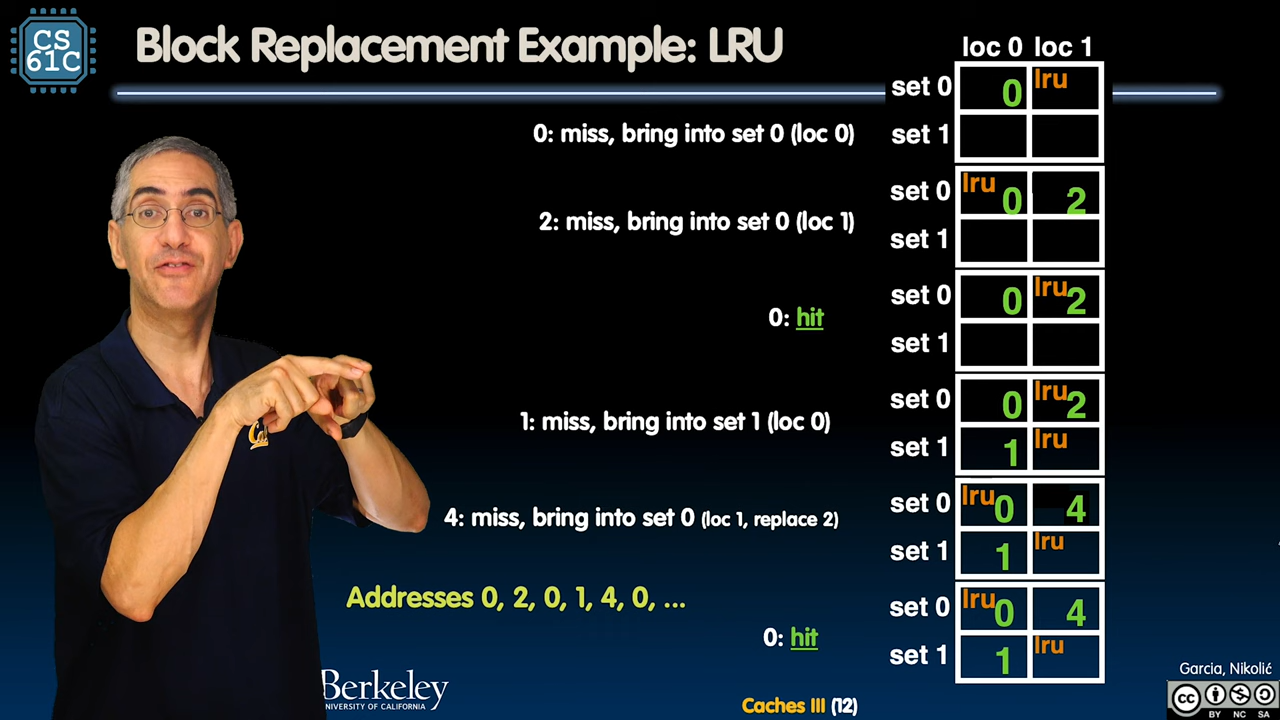 CS
61C
Block Replacement Example: LRU
loc 0 loc 1
set 0 0 lru
0: miss, bring into set 0 (loc 0)
set 1
set 0 lru 0 2
2: miss, bring into set 0 (loc 1)
set 1
set 0 0 lru 2
0: hit
set 1
set 0 0 lru 2
1: miss, bring into set 1 (loc 0)
set 1 1 lru
set 0 lru 0 4
4: miss, bring into set 0 (loc 1, replace 2)
set 1 1 lru
Addresses 0, 2, 0, 1, 4, 0, ...
set 0 lru 0 4
0: hit
set 1 1 lru
Cal
Berkeley
UNIVERSITY OF CALIFORNIA
Caches III (12)
Garcia, Nikolić
cc
BY NC SA